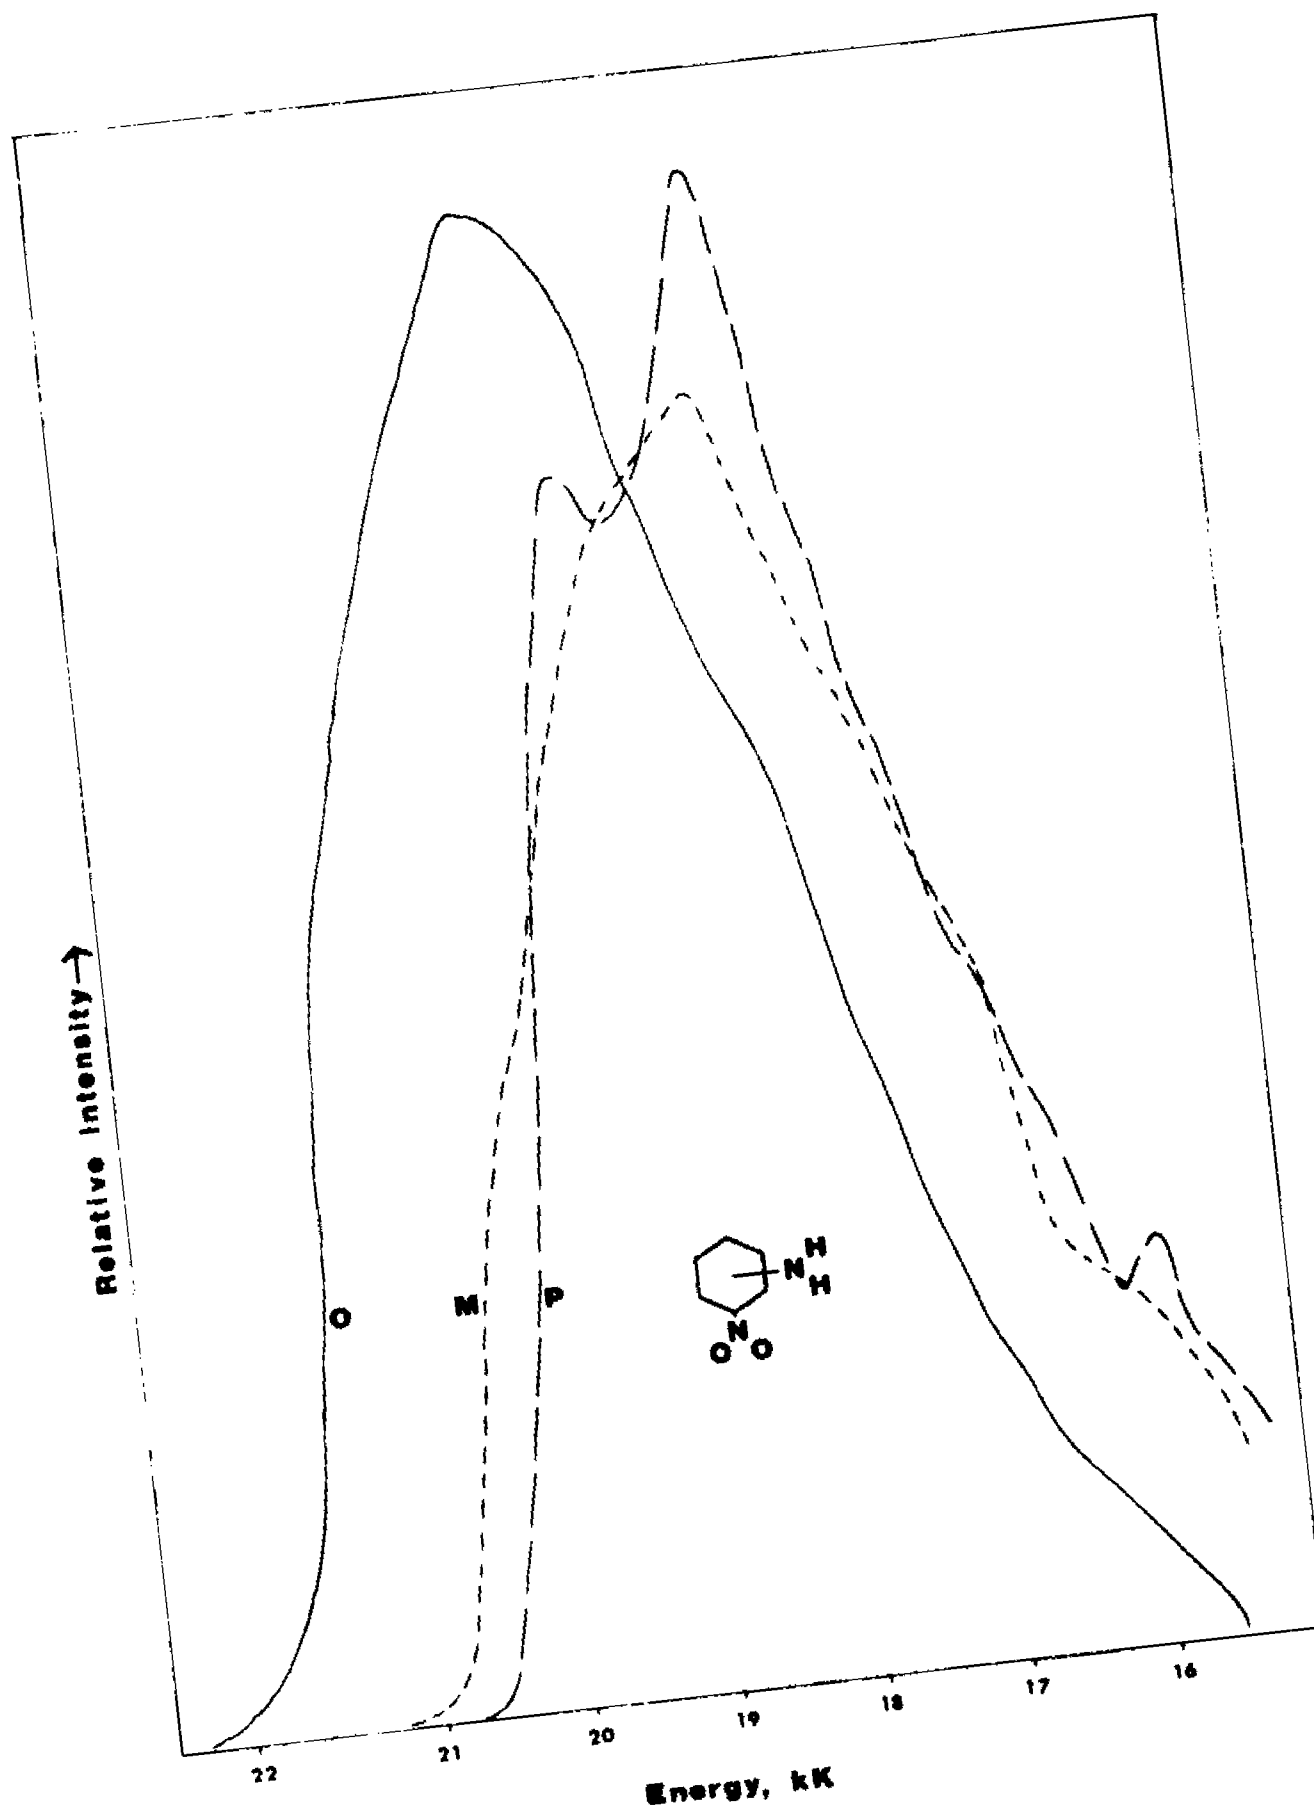 Relative Intensity→
O
M
P
H
N
H
N
O O
22 21 20 19 18 17 16
Energy, kK